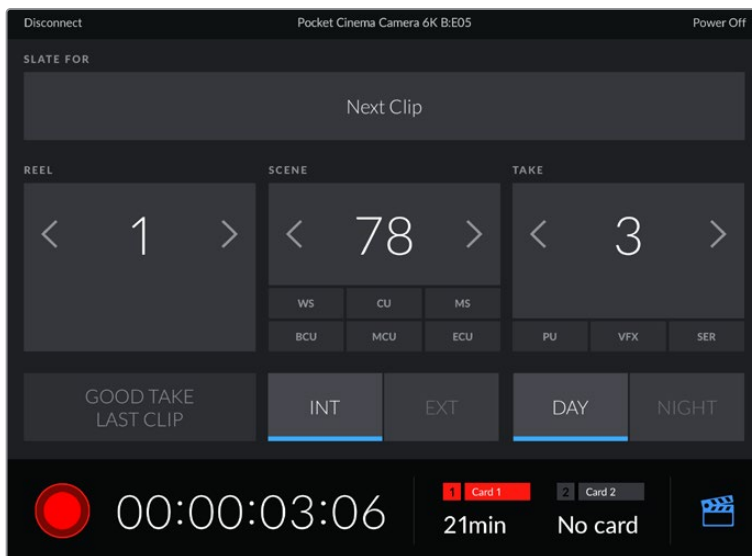 Disconnect Pocket Cinema Camera 6K B:E05 Power Off
SLATE FOR
Next Clip
REEL SCENE TAKE
< 1 > < 78 > < 3 >
WS CU MS
BCU MCU ECU PU VFX SER
GOOD TAKE
LAST CLIP
INT EXT DAY NIGHT
1 Card 1 2 Card 2
00:00:03:06 21min No card